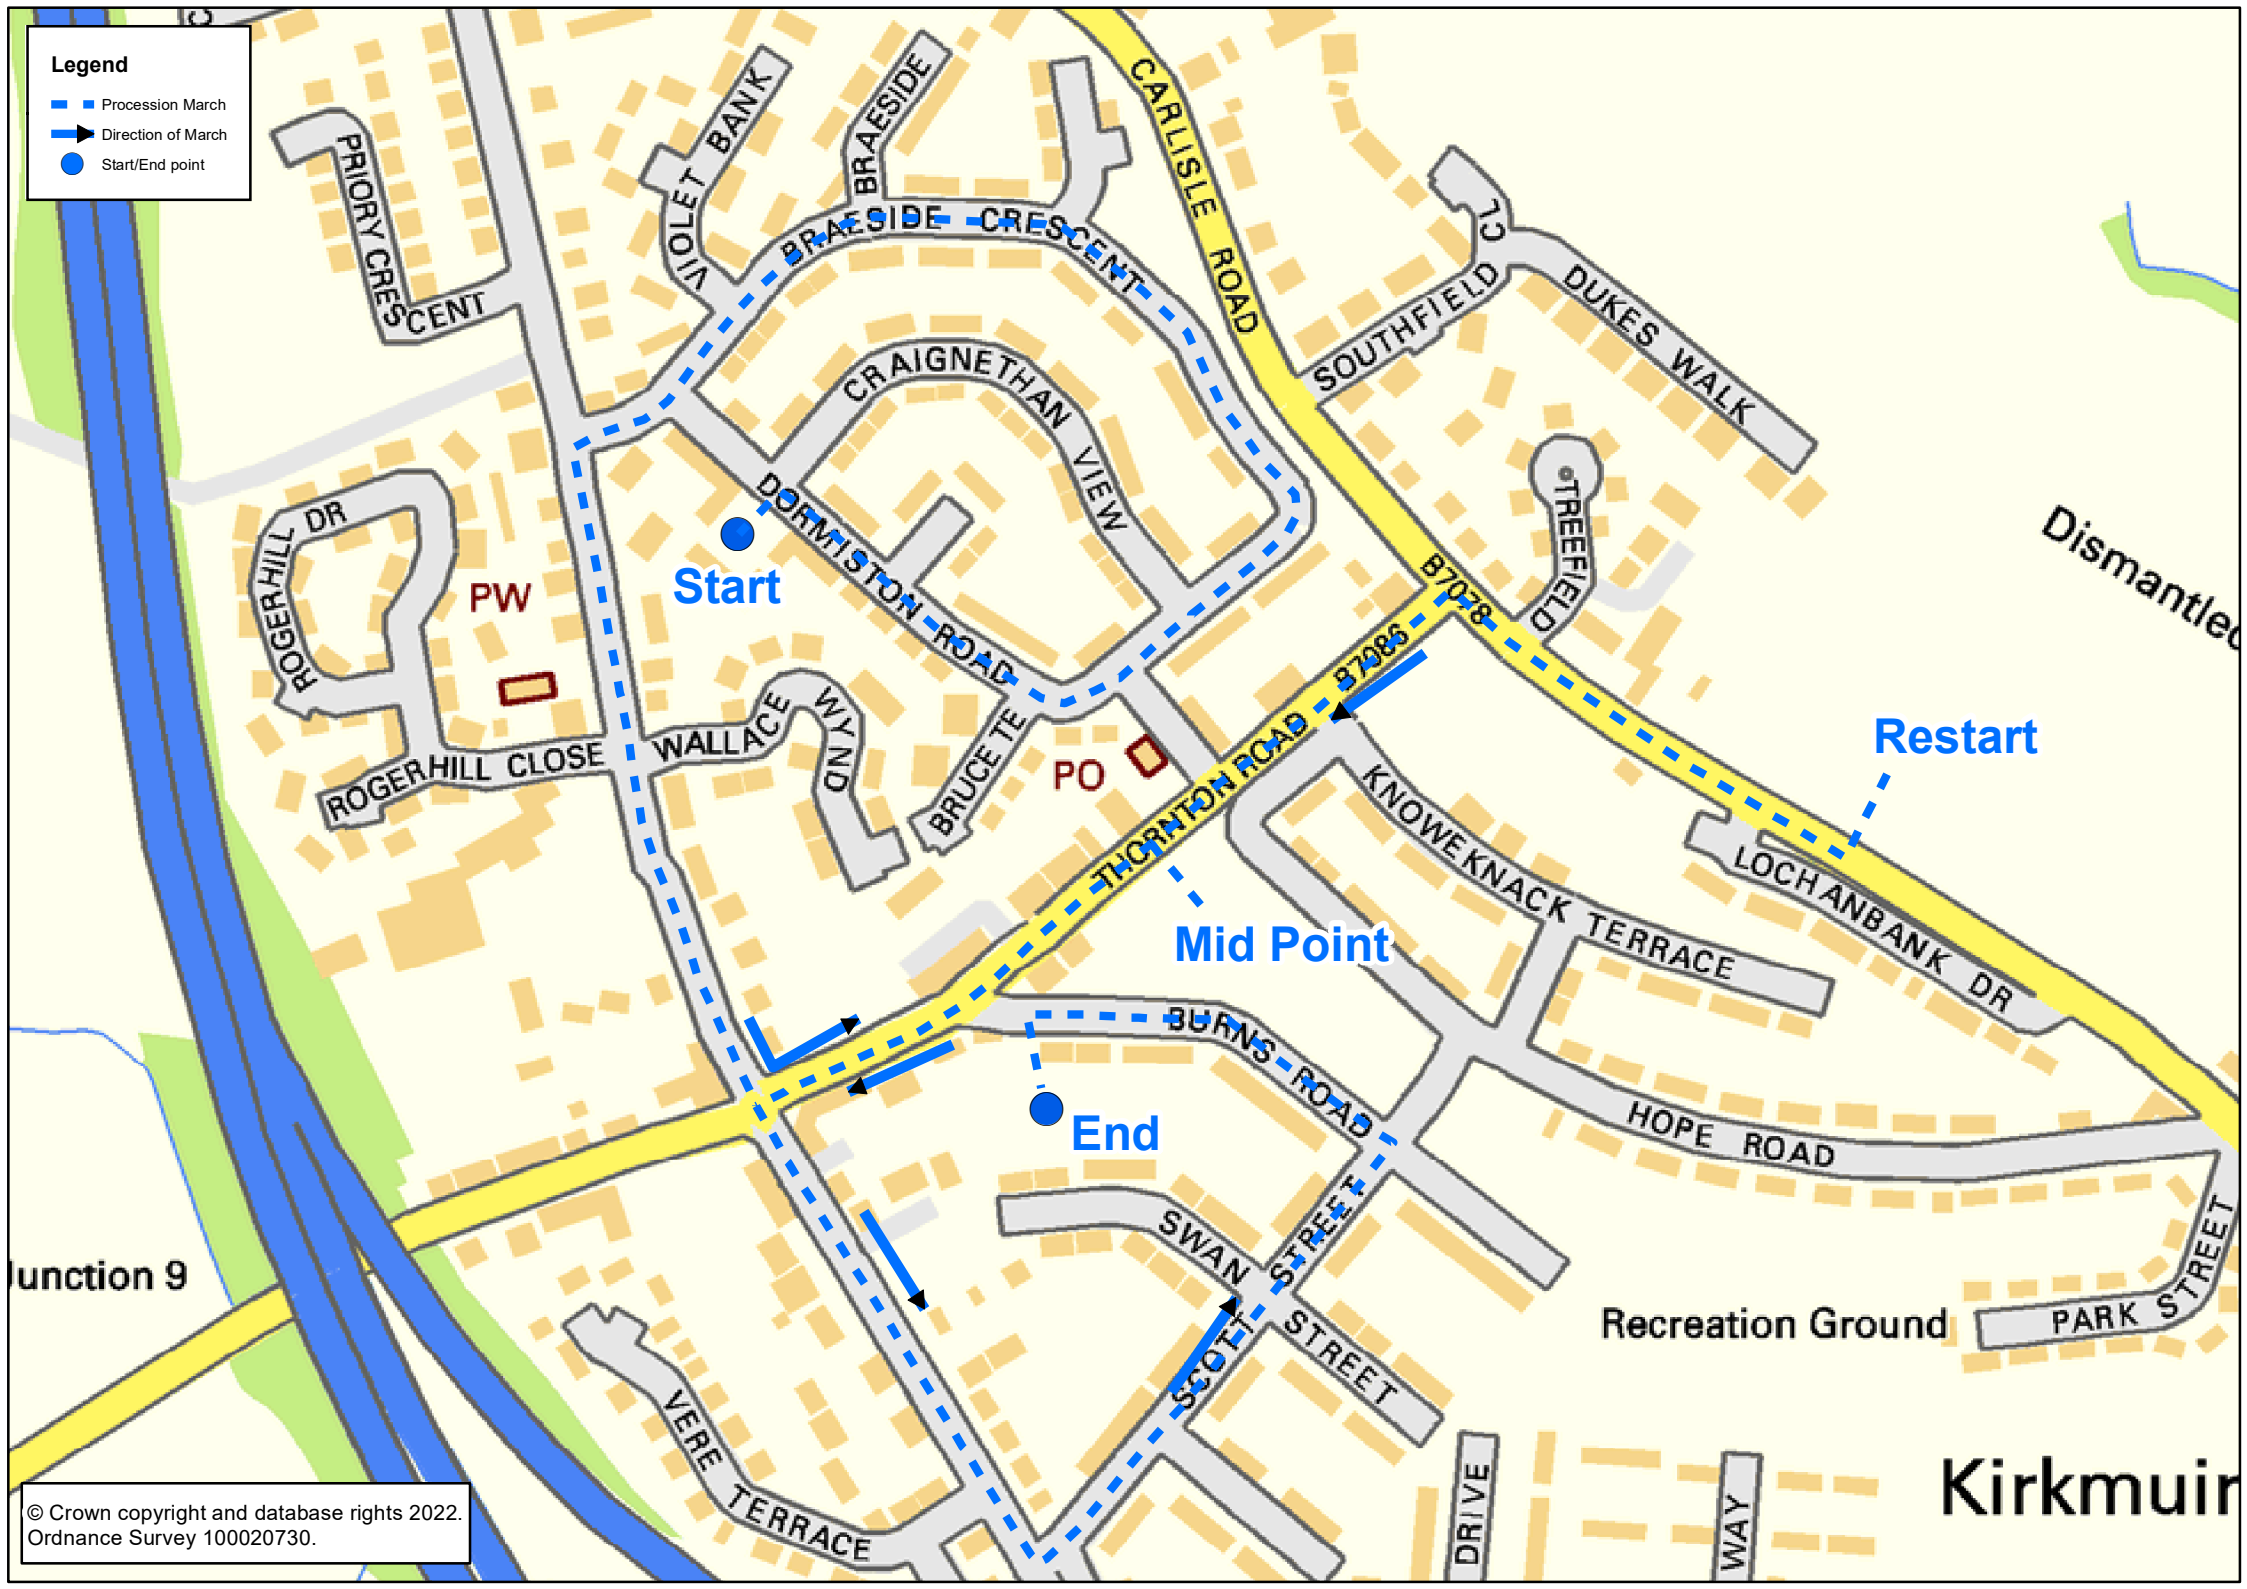 Legend
Procession March
Direction of March
Start/End point
C
PRIORY CRESCENT
VIOLET BANK
BRAESIDE
BRAESIDE CRESCENT
CARLISLE ROAD
SOUTHFIELD
CL
DUKES WALK
CRAIGNETHAN VIEW
DORMISTON ROAD
Start
ROGERHILL DR
PW
TREEFIELD
B7078
B7086
Dismantled
WALLACE WYND
ROGERHILL CLOSE
BRUCE TE
PO
THORNTON ROAD
Restart
KNOWEKNACK TERRACE
LOCHANBANK DR
Mid Point
BURNS ROAD
End
HOPE ROAD
SWAN STREET
SCOTT STREET
Junction 9
Recreation Ground
PARK STREET
VERE TERRACE
DRIVE
WAY
Kirkmuir
© Crown copyright and database rights 2022.
Ordnance Survey 100020730.